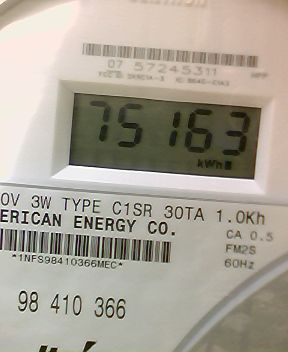 07 57245311
75163
kWh
0V 3W TYPE C1SR 30TA 1.0Kh
ERICAN ENERGY CO.
CA 0.5
FM2S
*1NFS98410366MEC*
60Hz
98 410 366